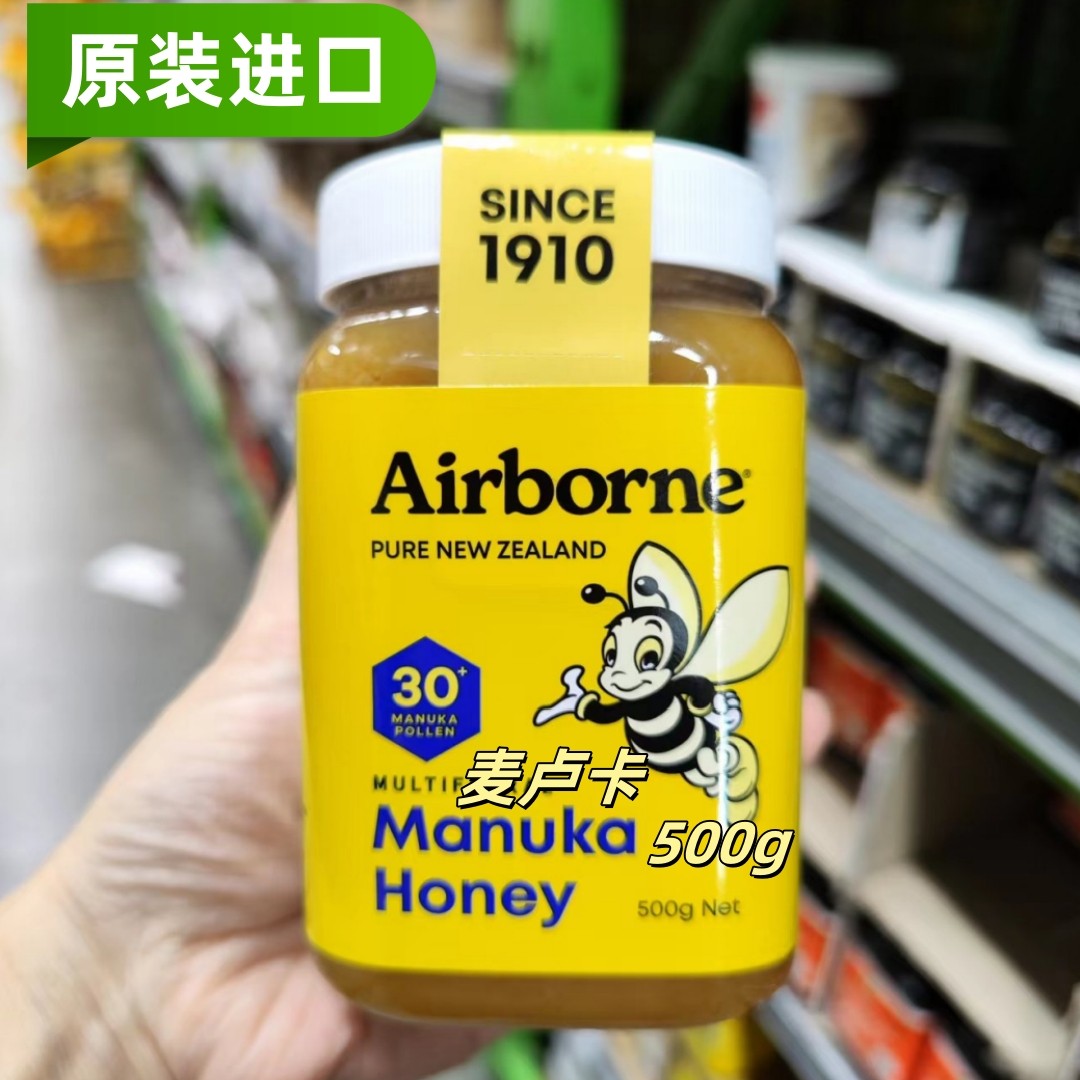 原装进口
SINCE
1910
Airborne®
PURE NEW ZEALAND
30+
MANUKA
POLLEN
麦卢卡
Manuka
500g
Honey
500g Net